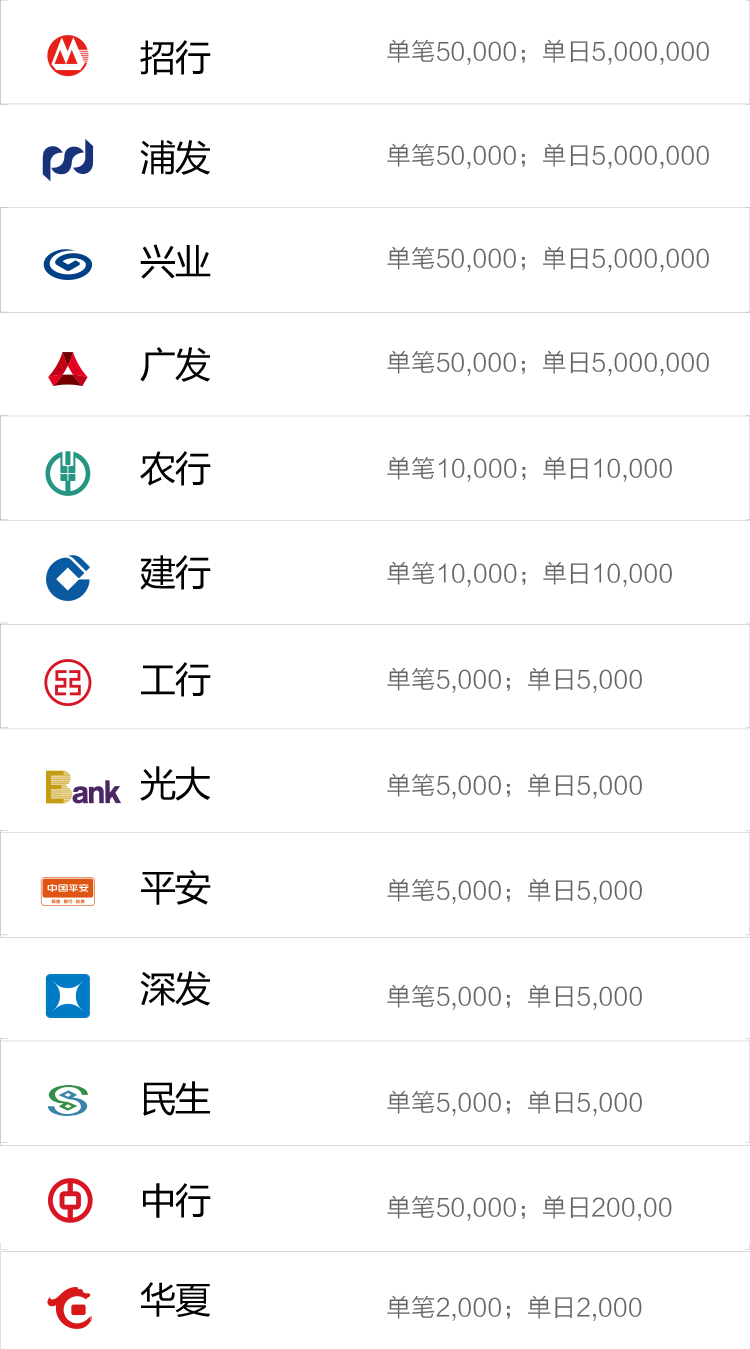 招行 单笔50,000；单日5,000,000
浦发 单笔50,000；单日5,000,000
兴业 单笔50,000；单日5,000,000
广发 单笔50,000；单日5,000,000
农行 单笔10,000；单日10,000
建行 单笔10,000；单日10,000
工行 单笔5,000；单日5,000
Bank 光大 单笔5,000；单日5,000
中国平安 平安 单笔5,000；单日5,000
保险·银行·投资
深发 单笔5,000；单日5,000
民生 单笔5,000；单日5,000
中行 单笔50,000；单日200,00
华夏 单笔2,000；单日2,000